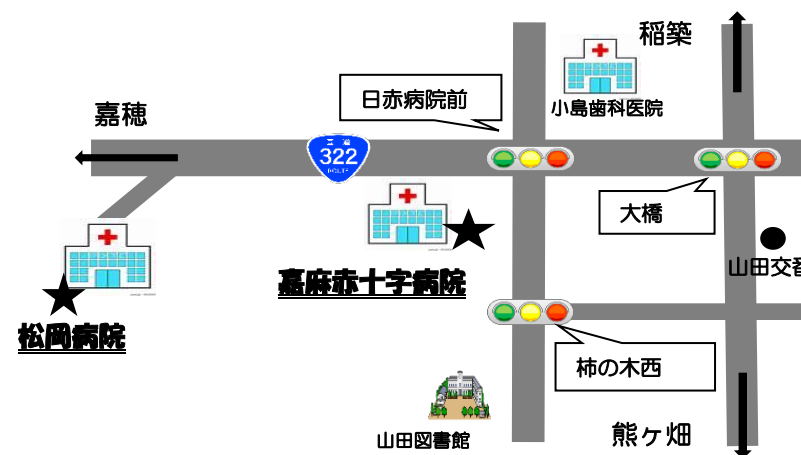 稲築
小島歯科医院
日赤病院前
嘉穂
322
ROUTE
大橋
山田交番
嘉麻赤十字病院
松岡病院
柿の木西
山田図書館
熊ヶ畑